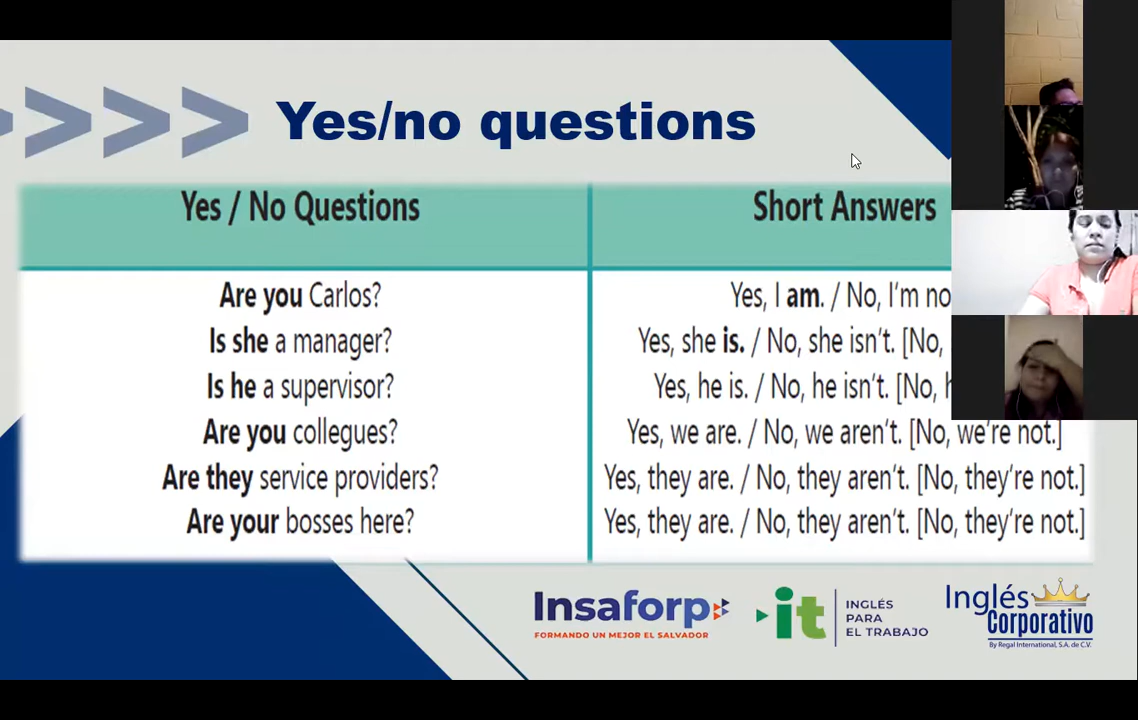 Yes/no questions
Yes / No Questions
Short Answers
Are you Carlos?
Yes, I am. / No, I'm no
Is she a manager?
Yes, she is. / No, she isn't. [No,
Is he a supervisor?
Yes, he is. / No, he isn't. [No, h
Are you collegues?
Yes, we are. / No, we aren't. [No, we're not.]
Are they service providers?
Yes, they are. / No, they aren't. [No, they're not.]
Are your bosses here?
Yes, they are. / No, they aren't. [No, they're not.]
Insaforp
FORMANDO UN MEJOR EL SALVADOR
it
INGLÉS
PARA
EL TRABAJO
Inglés
Corporativo
By Regal International, S.A. de C.V.